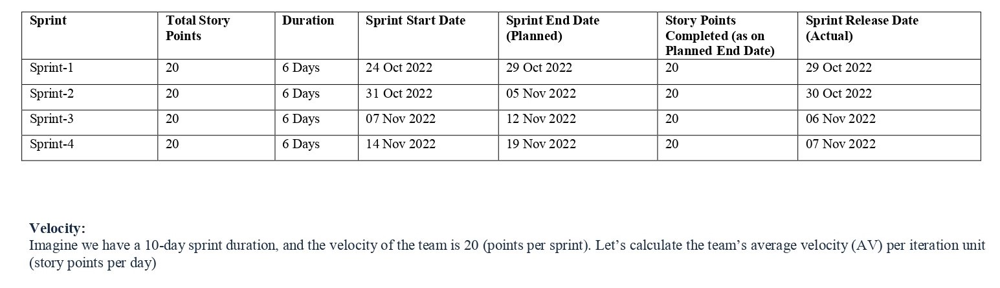 Sprint Total Story Points Duration Sprint Start Date Sprint End Date (Planned) Story Points Completed (as on Planned End Date) Sprint Release Date (Actual)
Sprint-1 20 6 Days 24 Oct 2022 29 Oct 2022 20 29 Oct 2022
Sprint-2 20 6 Days 31 Oct 2022 05 Nov 2022 20 30 Oct 2022
Sprint-3 20 6 Days 07 Nov 2022 12 Nov 2022 20 06 Nov 2022
Sprint-4 20 6 Days 14 Nov 2022 19 Nov 2022 20 07 Nov 2022
Velocity:
Imagine we have a 10-day sprint duration, and the velocity of the team is 20 (points per sprint). Let’s calculate the team’s average velocity (AV) per iteration unit
(story points per day)